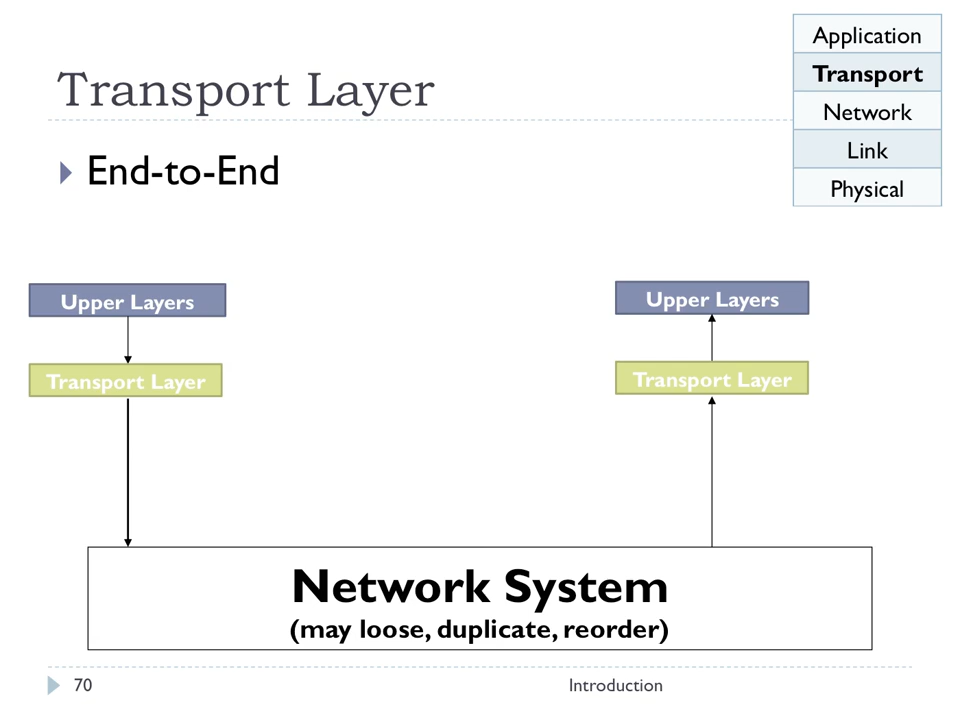 Transport Layer
Application
Transport
Network
Link
Physical
End-to-End
Upper Layers
Upper Layers
Transport Layer
Transport Layer
Network System
(may loose, duplicate, reorder)
70
Introduction